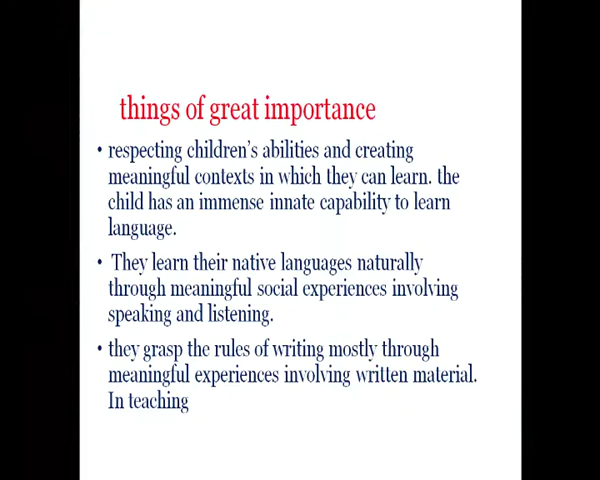 things of great importance
• respecting children's abilities and creating
meaningful contexts in which they can learn. the
child has an immense innate capability to learn
language.
• They learn their native languages naturally
through meaningful social experiences involving
speaking and listening.
• they grasp the rules of writing mostly through
meaningful experiences involving written material.
In teaching